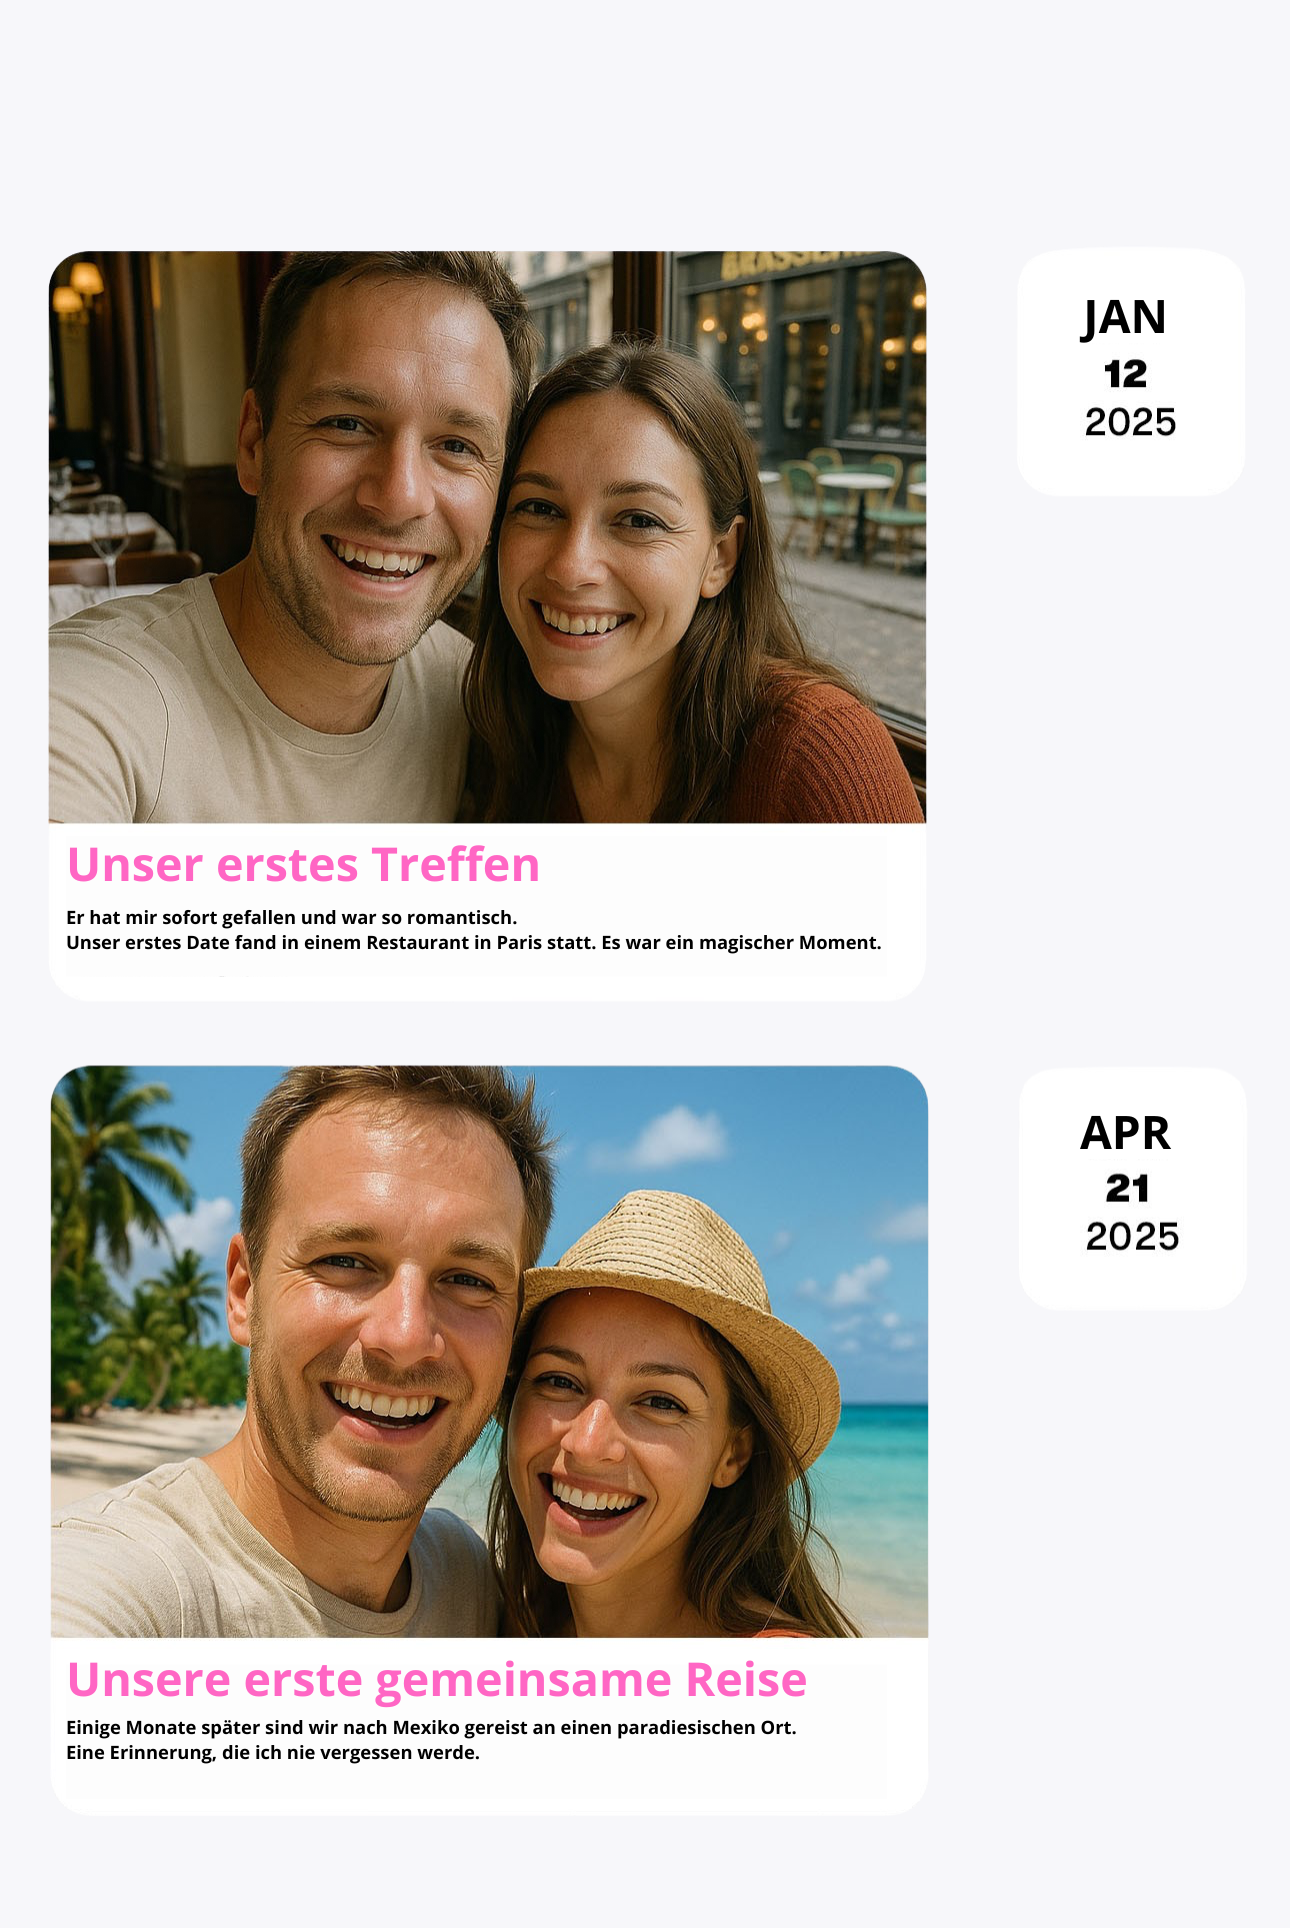 JAN
12
2025
Unser erstes Treffen
Er hat mir sofort gefallen und war so romantisch.
Unser erstes Date fand in einem Restaurant in Paris statt. Es war ein magischer Moment.
APR
21
2025
Unsere erste gemeinsame Reise
Einige Monate später sind wir nach Mexiko gereist an einen paradiesischen Ort.
Eine Erinnerung, die ich nie vergessen werde.